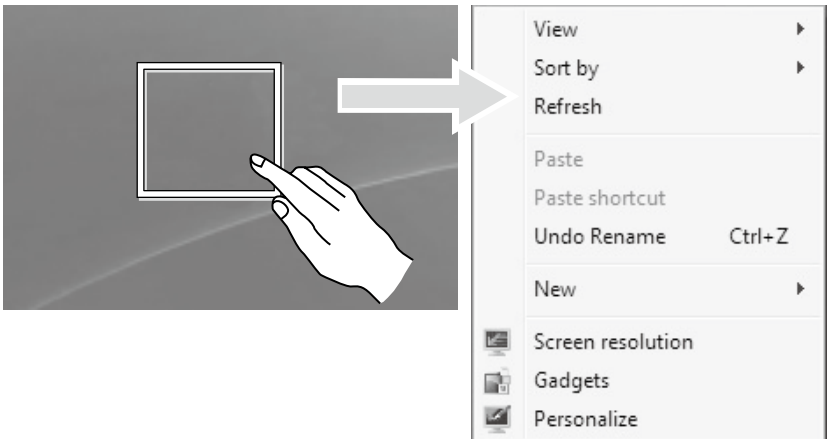 View
Sort by
Refresh
Paste
Paste shortcut
Undo Rename Ctrl+Z
New
Screen resolution
Gadgets
Personalize